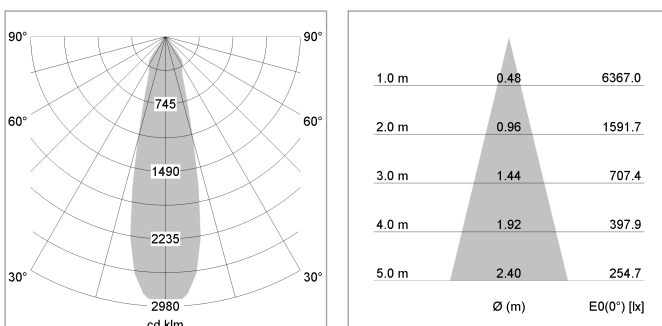 90° 90°
745
60° 60°
1490
2235
30° 30°
2980
cd klm
1.0 m 0.48 6367.0
2.0 m 0.96 1591.7
3.0 m 1.44 707.4
4.0 m 1.92 397.9
5.0 m 2.40 254.7
Ø (m) E0(0°) [lx]